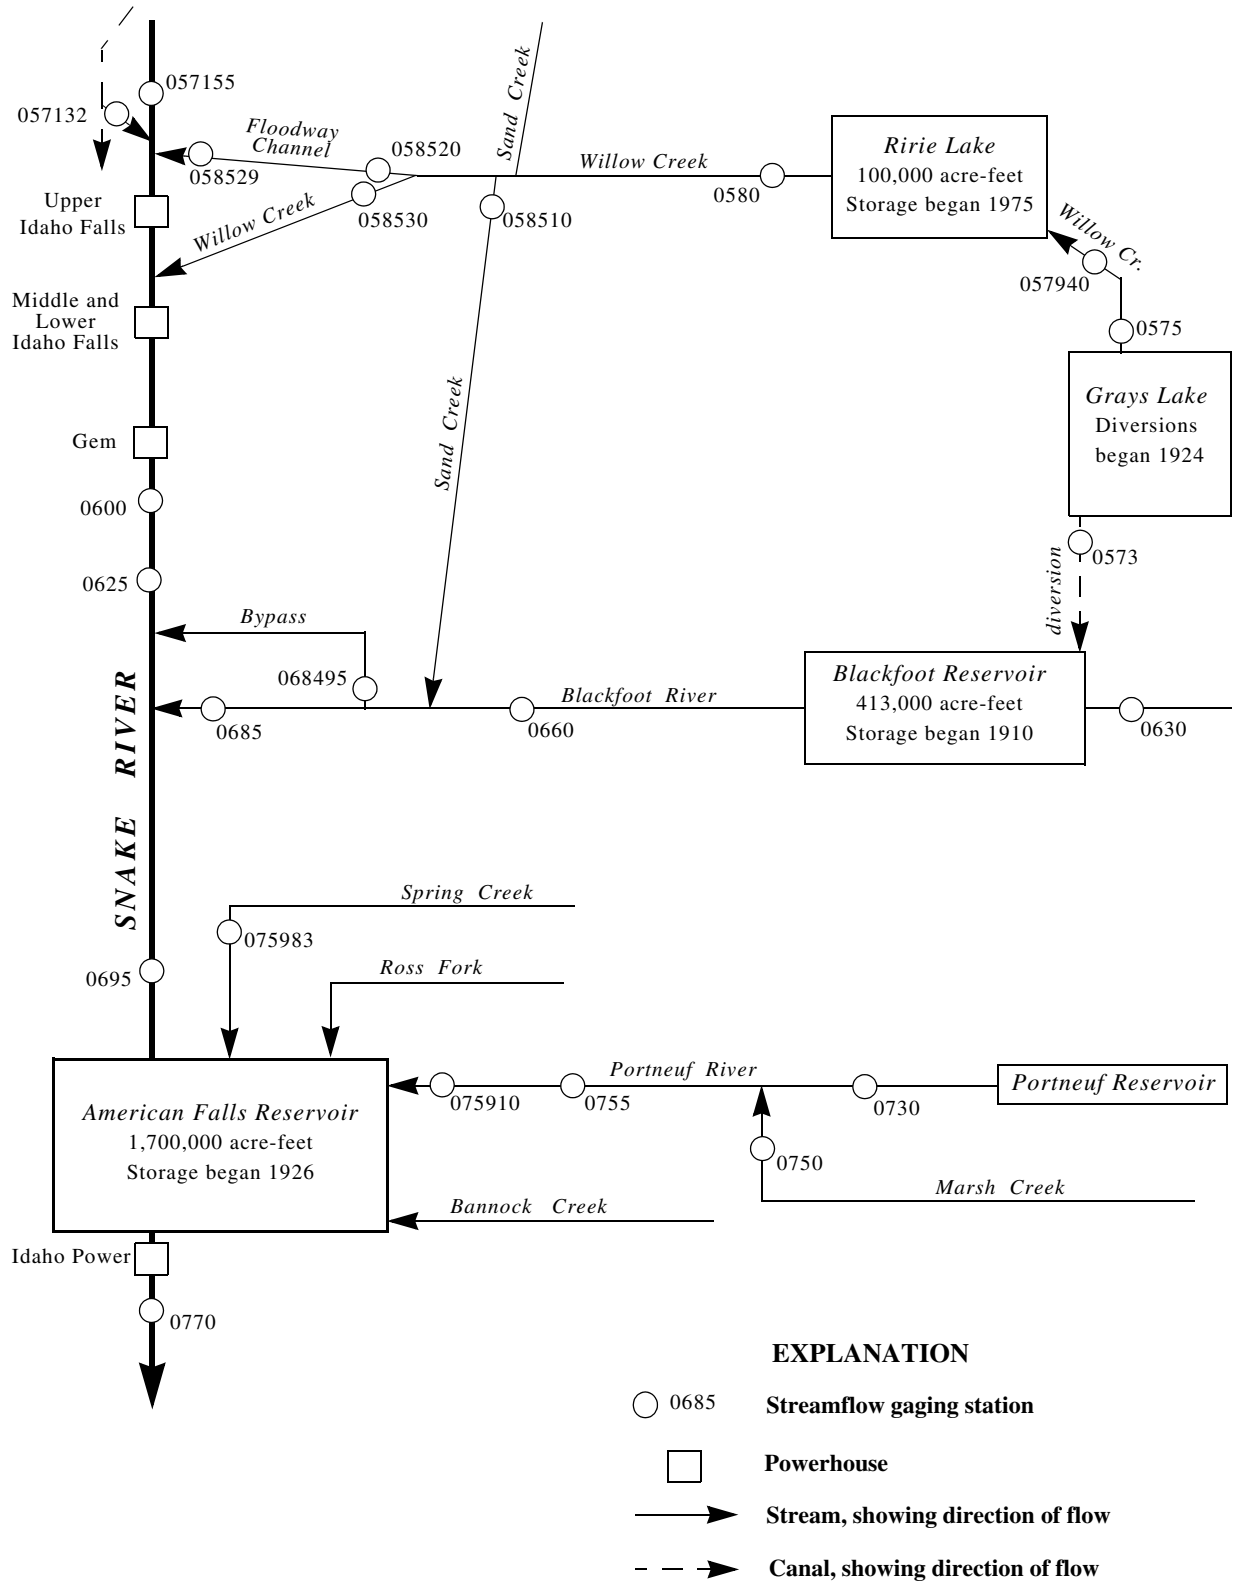 057155
057132
Floodway
Channel
058520
Sand Creek
Willow Creek
0580
Ririe Lake
100,000 acre-feet
Storage began 1975
058529
Upper
Idaho Falls
Willow Creek
058530
058510
Willow Cr.
057940
0575
Middle and
Lower
Idaho Falls
Sand Creek
Grays Lake
Diversions
began 1924
Gem
0600
0573
diversion
0625
Bypass
068495
Blackfoot River
Blackfoot Reservoir
413,000 acre-feet
Storage began 1910
0685
0660
0630
SNAKE RIVER
Spring Creek
075983
Ross Fork
0695
Portneuf River
Portneuf Reservoir
075910
0755
0730
American Falls Reservoir
1,700,000 acre-feet
Storage began 1926
0750
Marsh Creek
Bannock Creek
Idaho Power
0770
EXPLANATION
0685 Streamflow gaging station
Powerhouse
Stream, showing direction of flow
Canal, showing direction of flow